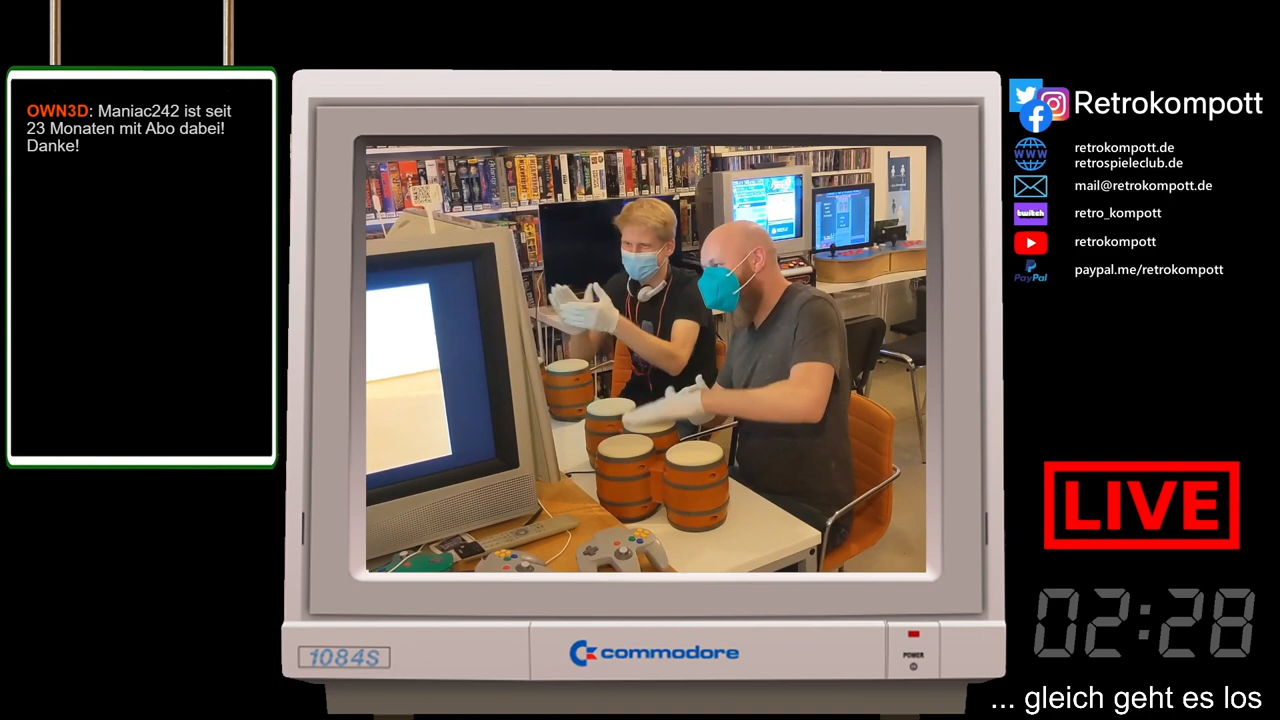 OWN3D: Maniac242 ist seit
23 Monaten mit Abo dabei!
Danke!
Retrokompott
WWW
retrokompott.de
retrospieleclub.de
mail@retrokompott.de
twitch
retro_kompott
retrokompott
PayPal
paypal.me/retrokompott
LIVE
02:28
... gleich geht es los
1084S
commodore
POWER